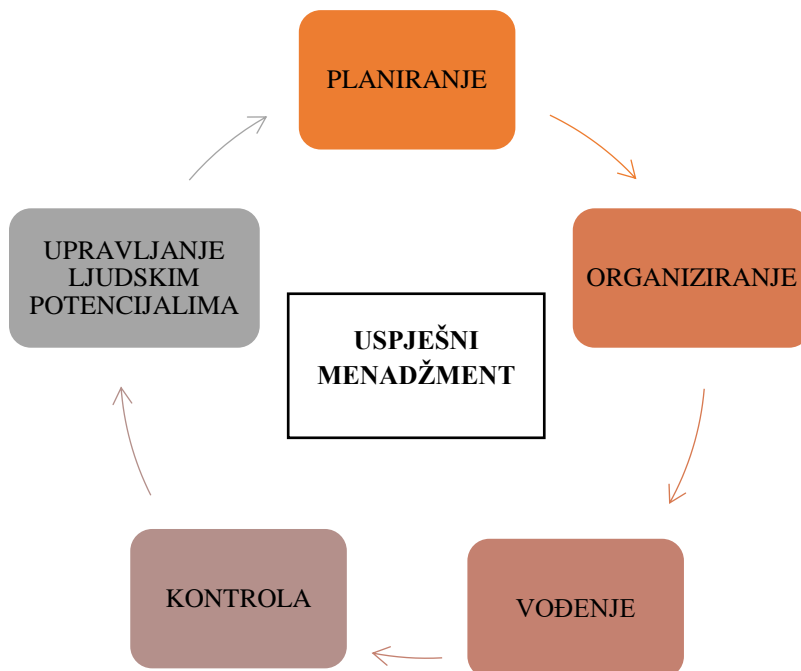 PLANIRANJE
ORGANIZIRANJE
VOĐENJE
KONTROLA
UPRAVLJANJE
LJUDSKIM
POTENCIJALIMA
USPJEŠNI
MENADŽMENT